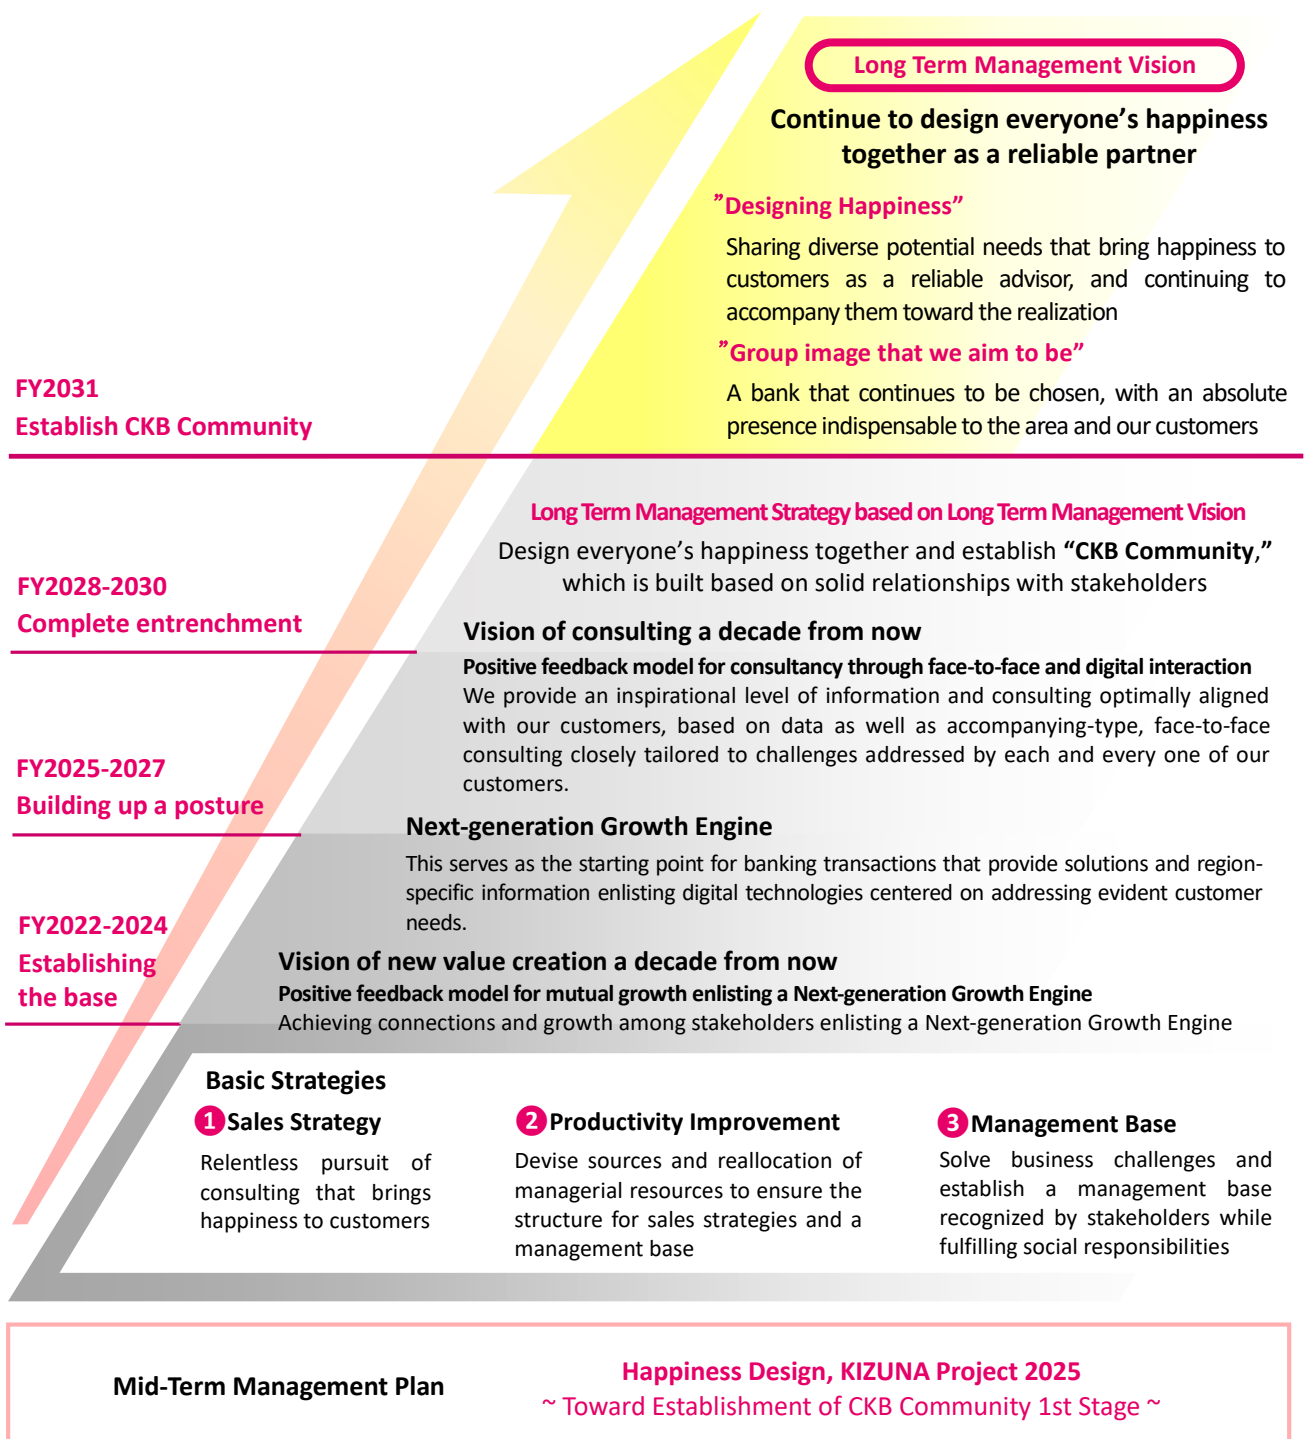 Long Term Management Vision
Continue to design everyone’s happiness
together as a reliable partner
”Designing Happiness”
Sharing diverse potential needs that bring happiness to
customers as a reliable advisor, and continuing to
accompany them toward the realization
”Group image that we aim to be”
A bank that continues to be chosen, with an absolute
presence indispensable to the area and our customers
FY2031
Establish CKB Community
Long Term Management Strategy based on Long Term Management Vision
Design everyone’s happiness together and establish “CKB Community,”
which is built based on solid relationships with stakeholders
FY2028-2030
Complete entrenchment
Vision of consulting a decade from now
Positive feedback model for consultancy through face-to-face and digital interaction
We provide an inspirational level of information and consulting optimally aligned
with our customers, based on data as well as accompanying-type, face-to-face
consulting closely tailored to challenges addressed by each and every one of our
customers.
FY2025-2027
Building up a posture
Next-generation Growth Engine
This serves as the starting point for banking transactions that provide solutions and region-
specific information enlisting digital technologies centered on addressing evident customer
needs.
FY2022-2024
Establishing
the base
Vision of new value creation a decade from now
Positive feedback model for mutual growth enlisting a Next-generation Growth Engine
Achieving connections and growth among stakeholders enlisting a Next-generation Growth Engine
Basic Strategies
1 Sales Strategy
Relentless pursuit of
consulting that brings
happiness to customers
2 Productivity Improvement
Devise sources and reallocation of
managerial resources to ensure the
structure for sales strategies and a
management base
3 Management Base
Solve business challenges and
establish a management base
recognized by stakeholders while
fulfilling social responsibilities
Mid-Term Management Plan
Happiness Design, KIZUNA Project 2025
~ Toward Establishment of CKB Community 1st Stage ~